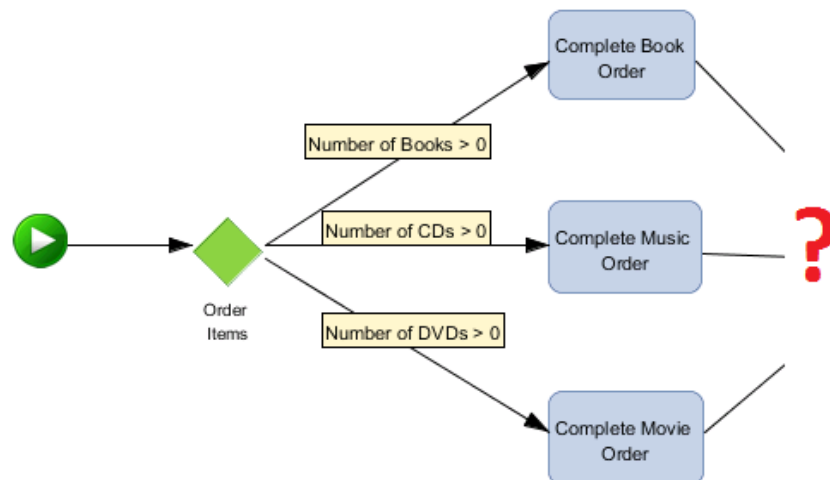 Complete Book
Order
Number of Books > 0
Number of CDs > 0
Complete Music
Order
?
Order
Items
Number of DVDs > 0
Complete Movie
Order